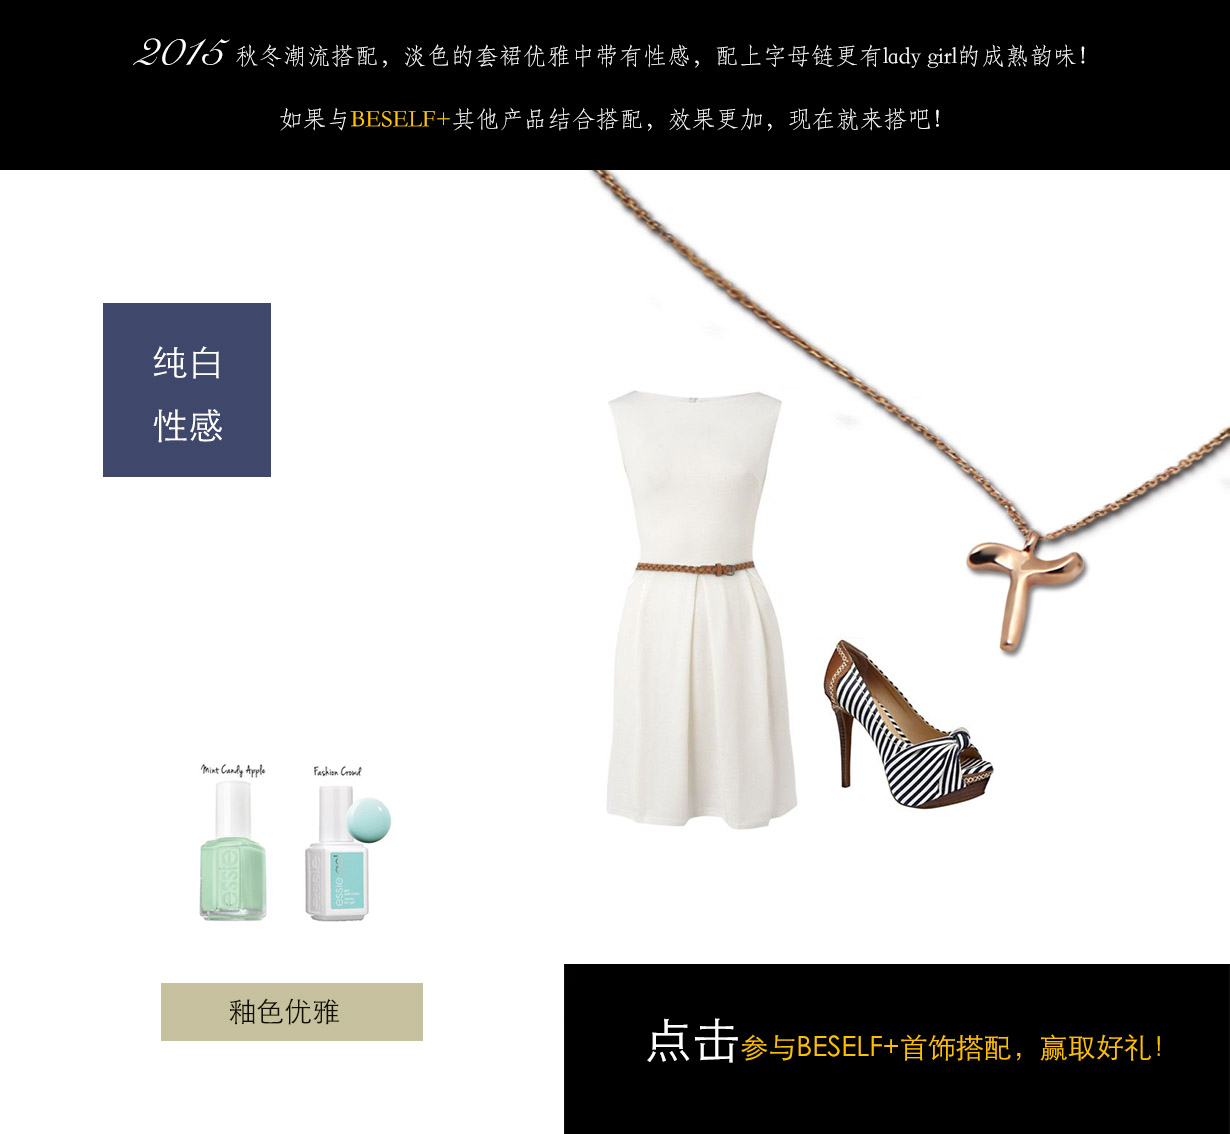 2015 秋冬潮流搭配，淡色的套裙优雅中带有性感，配上字母链更有lady girl的成熟韵味！
如果与BESELF+其他产品结合搭配，效果更加，现在就来搭吧！
纯白
性感
Mint Candy Apple
Fashion Crowd
essie
essie
essie gel
釉色优雅
点击参与BESELF+首饰搭配，赢取好礼！